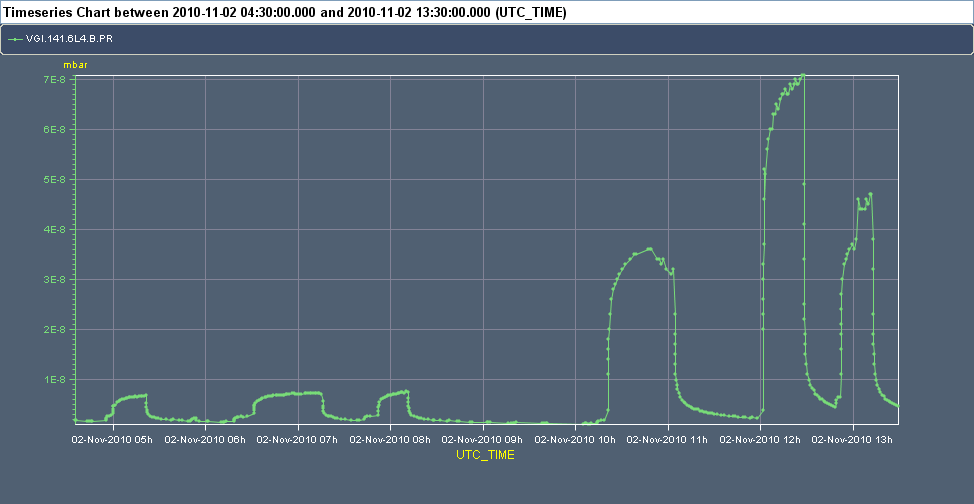 Timeseries Chart between 2010-11-02 04:30:00.000 and 2010-11-02 13:30:00.000 (UTC_TIME)
VGI.141.6L4.B.PR
mbar
7E-8
6E-8
5E-8
4E-8
3E-8
2E-8
1E-8
02-Nov-2010 05h 02-Nov-2010 06h 02-Nov-2010 07h 02-Nov-2010 08h 02-Nov-2010 09h 02-Nov-2010 10h 02-Nov-2010 11h 02-Nov-2010 12h 02-Nov-2010 13h
UTC_TIME